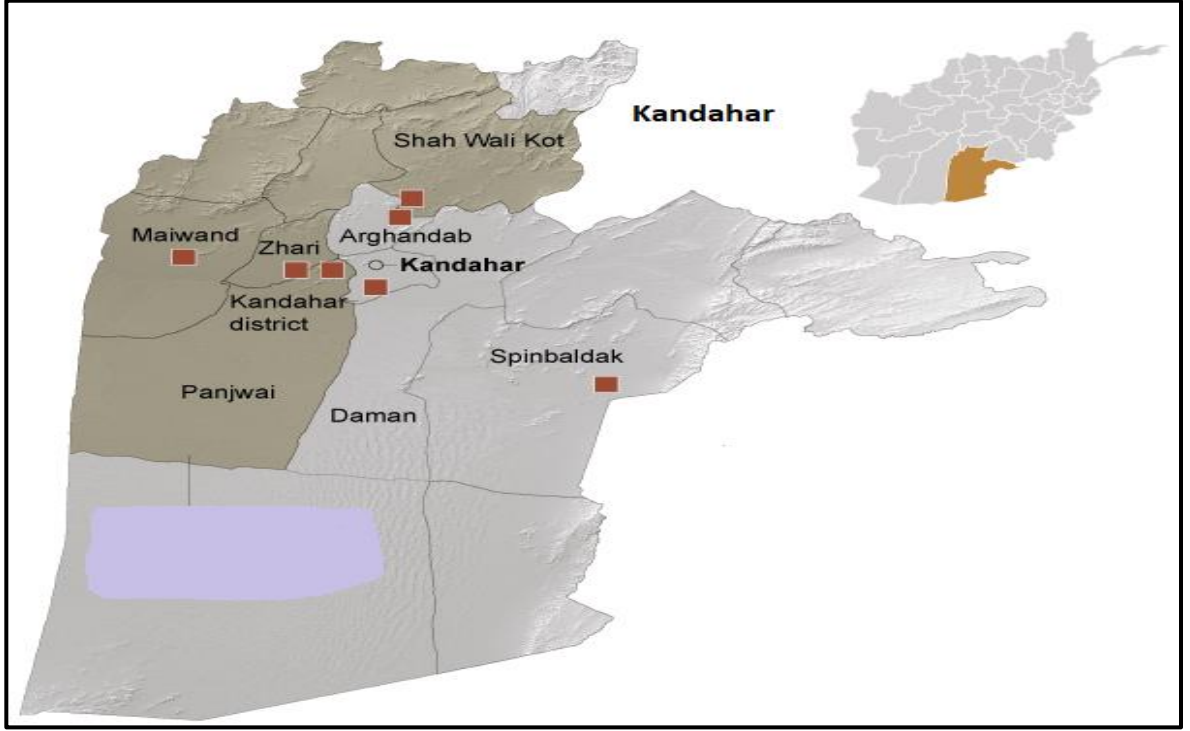 Kandahar
Shah Wali Kot
Maiwand
Zhari
Arghandab
Kandahar
Kandahar
district
Spinbaldak
Panjwai
Daman